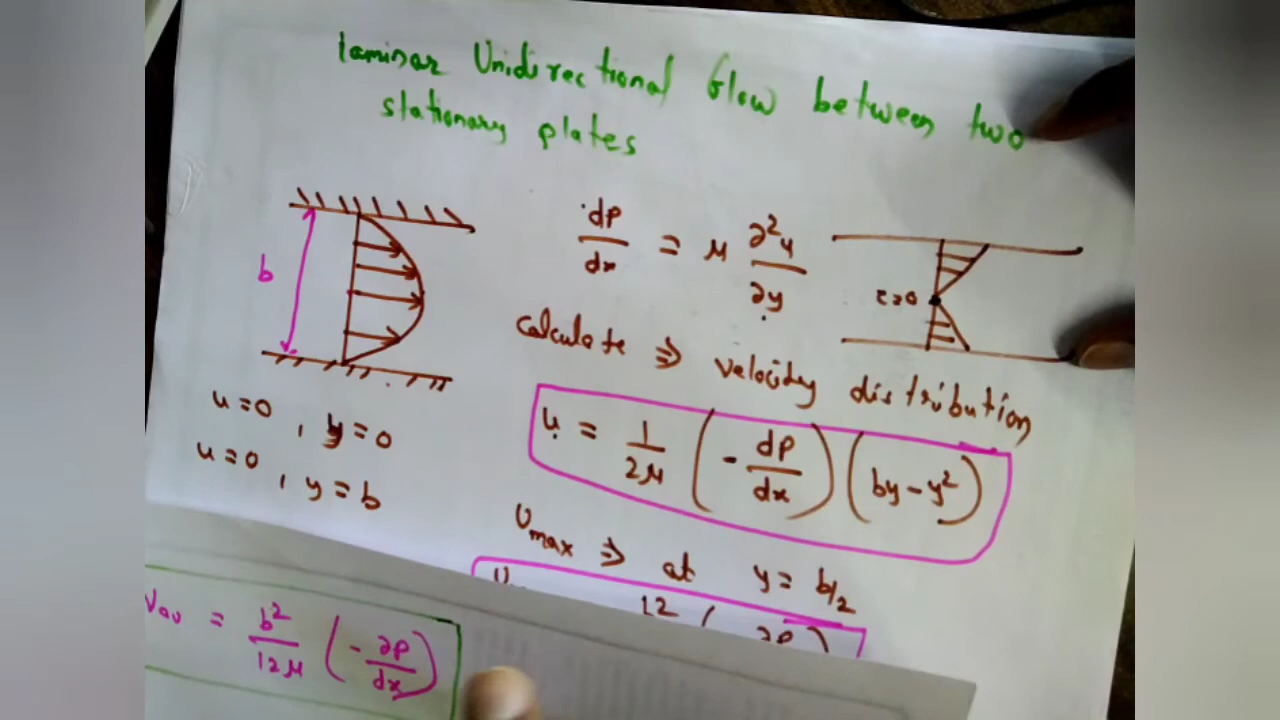 laminar Unidirectional flow between two
stationary plates
dp/dx = μ ∂²u/∂y
b
τ=0
calculate ⇒ velocity distribution
u=0 , y=0
u=0 , y=b
u = 1/2μ (-dp/dx) (by-y²)
Umax ⇒ at y= b/2
Vav = b²/12μ (-∂p/dx)